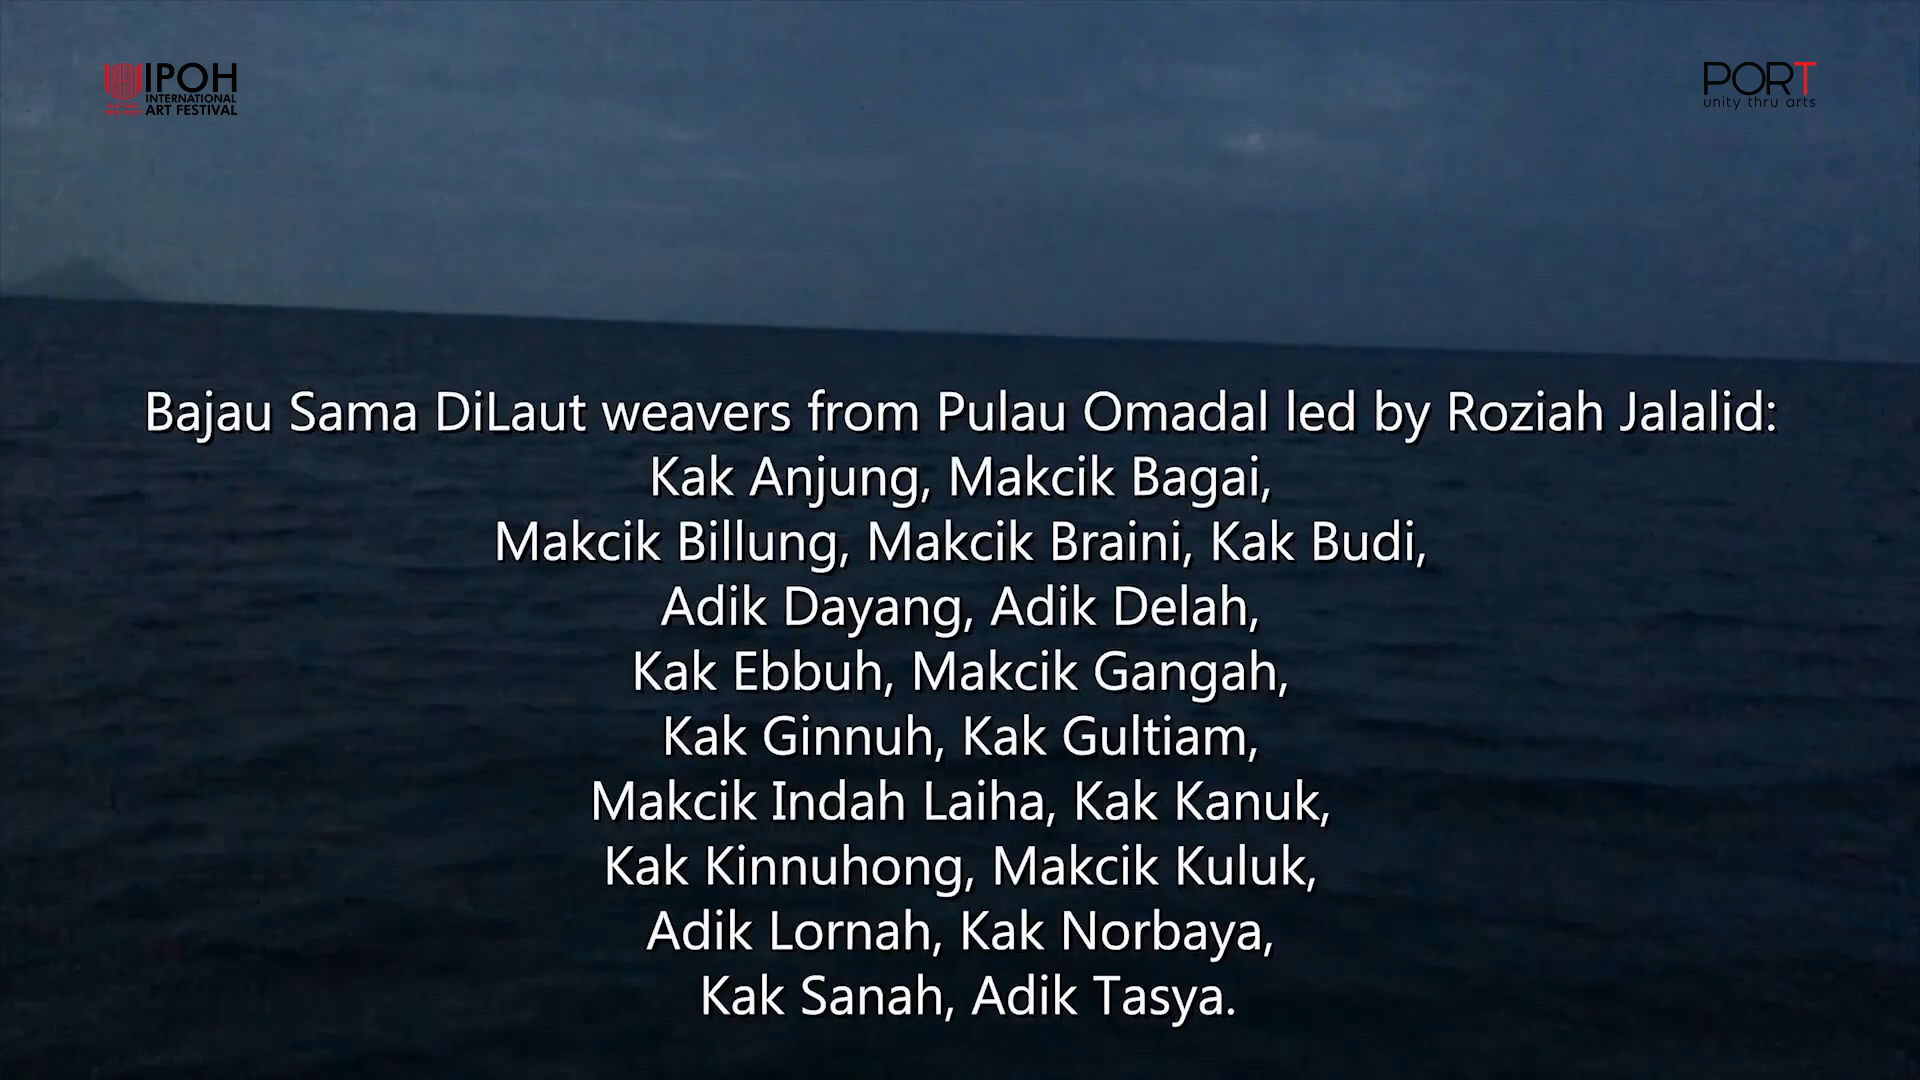 IPOH
INTERNATIONAL
ART FESTIVAL
PORT
unity thru arts
Bajau Sama DiLaut weavers from Pulau Omadal led by Roziah Jalalid:
Kak Anjung, Makcik Bagai,
Makcik Billung, Makcik Braini, Kak Budi,
Adik Dayang, Adik Delah,
Kak Ebbuh, Makcik Gangah,
Kak Ginnuh, Kak Gultiam,
Makcik Indah Laiha, Kak Kanuk,
Kak Kinnuhong, Makcik Kuluk,
Adik Lornah, Kak Norbaya,
Kak Sanah, Adik Tasya.